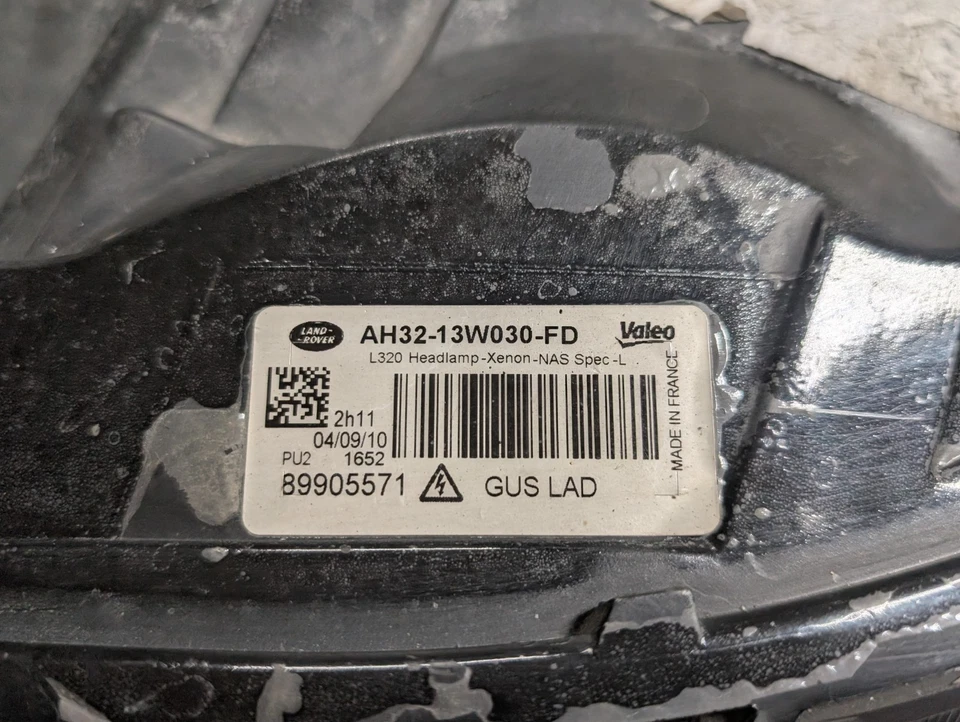 LAND-
-ROVER
AH32-13W030-FD
Valeo
L320 Headlamp-Xenon-NAS Spec-L
2h11
04/09/10
PU2 1652
89905571 GUS LAD
MADE IN FRANCE